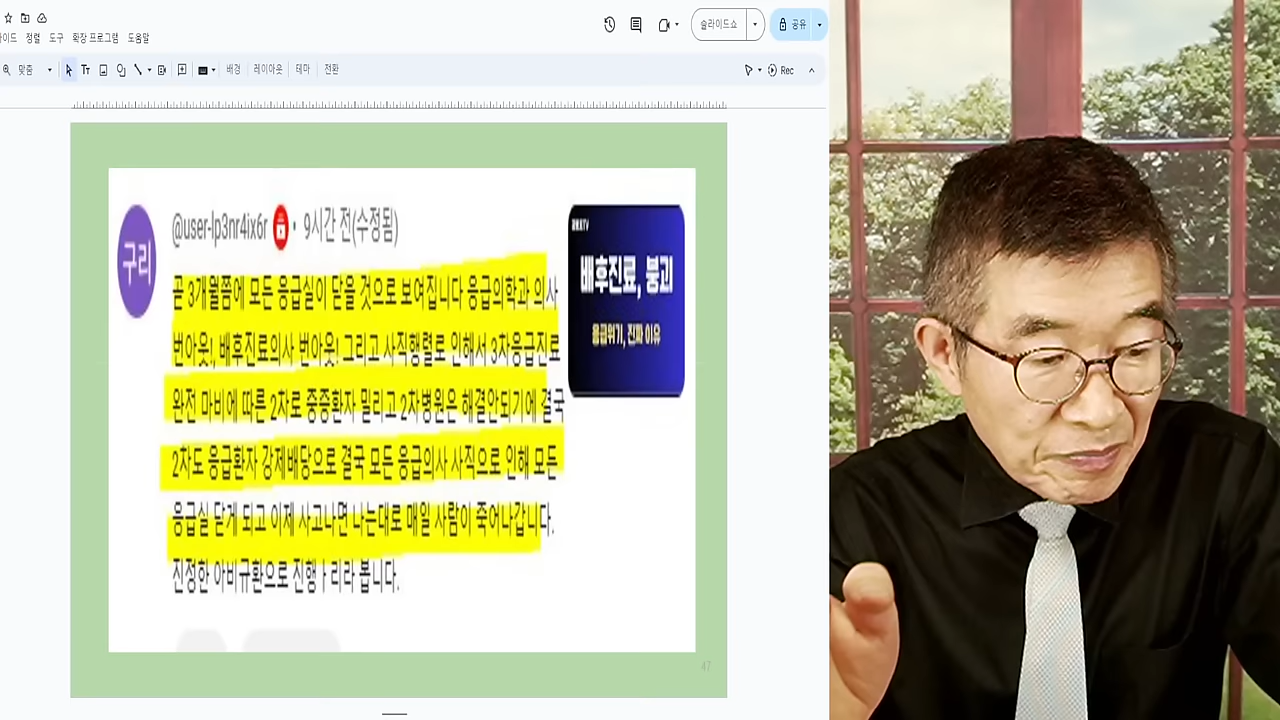 이드 정렬 도구 확장 프로그램 도움말
슬라이드쇼
공유
맞춤
배경 레이아웃 테마 전환
Rec
구리
@user-lp3nr4ix6r · 9시간 전(수정됨)
곧 3개월쯤에 모든 응급실이 닫을 것으로 보여집니다 응급의학과 의사
번아웃!, 배후진료의사 번아웃! 그리고 사직행렬로 인해서 3차응급진료
완전 마비에 따른 2차로 중증환자 밀리고 2차병원은 해결안되기에 결국
2차도 응급환자 강제배당으로 결국 모든 응급의사 사직으로 인해 모든
응급실 닫게 되고 이제 사고나면 나는대로 매일 사람이 죽어나갑니다.
진정한 아비규환으로 진행 리라 봅니다.
배후진료, 붕괴
응급위기, 진짜 이유
47